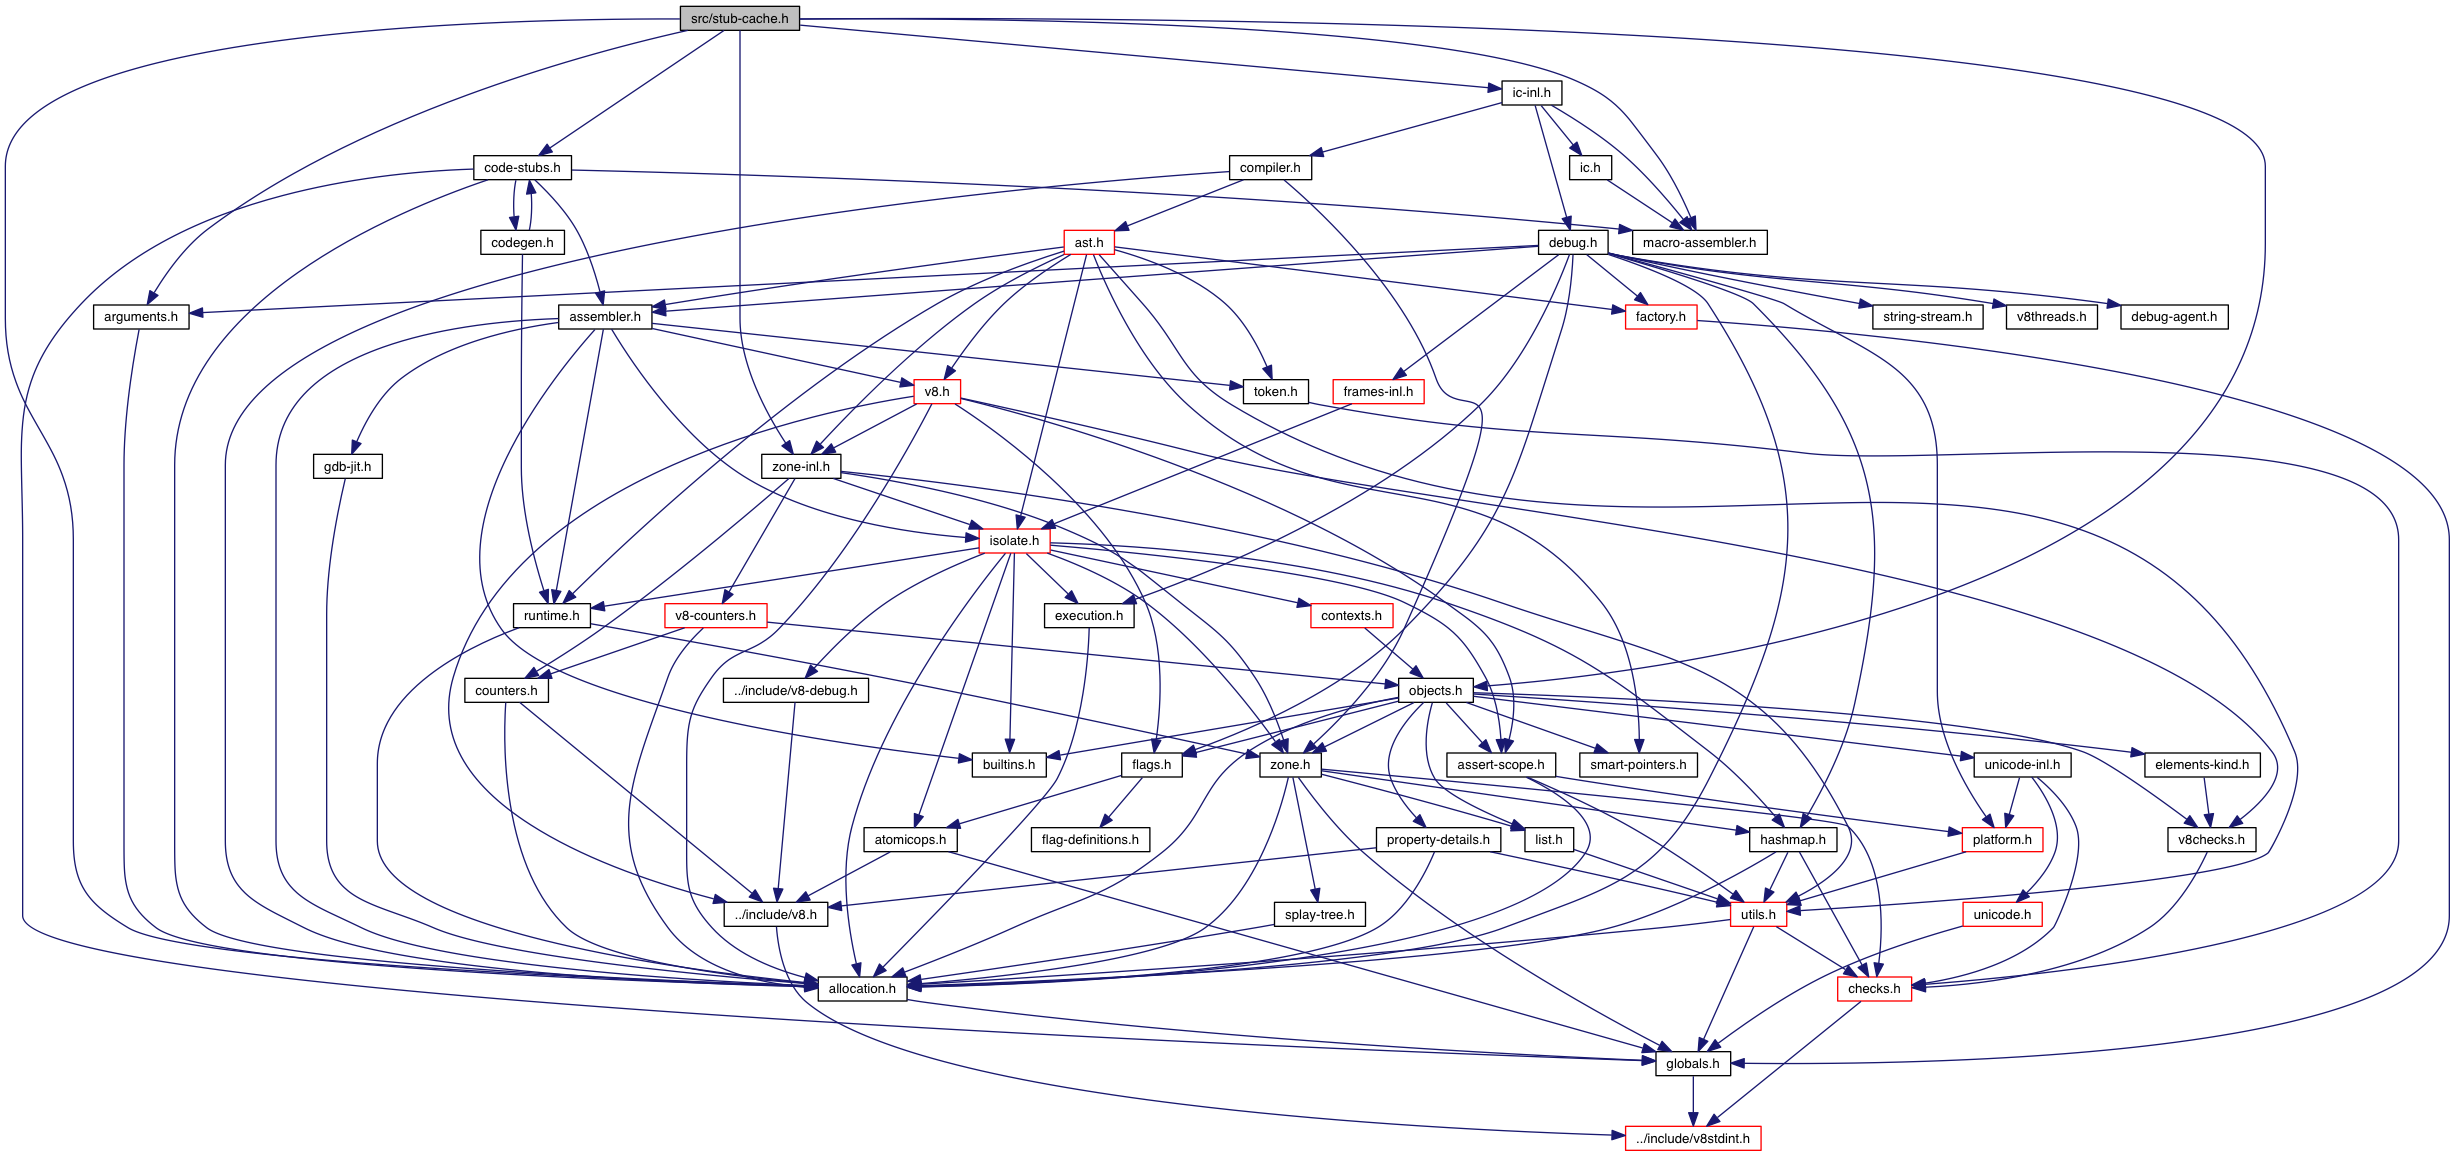 src/stub-cache.h
ic-inl.h
code-stubs.h
compiler.h
ic.h
codegen.h
ast.h
debug.h
macro-assembler.h
arguments.h
assembler.h
factory.h
string-stream.h
v8threads.h
debug-agent.h
v8.h
token.h
frames-inl.h
gdb-jit.h
zone-inl.h
isolate.h
runtime.h
v8-counters.h
execution.h
contexts.h
counters.h
../include/v8-debug.h
objects.h
builtins.h
flags.h
zone.h
assert-scope.h
smart-pointers.h
unicode-inl.h
elements-kind.h
atomicops.h
flag-definitions.h
property-details.h
list.h
hashmap.h
platform.h
v8checks.h
../include/v8.h
splay-tree.h
utils.h
unicode.h
allocation.h
checks.h
globals.h
../include/v8stdint.h